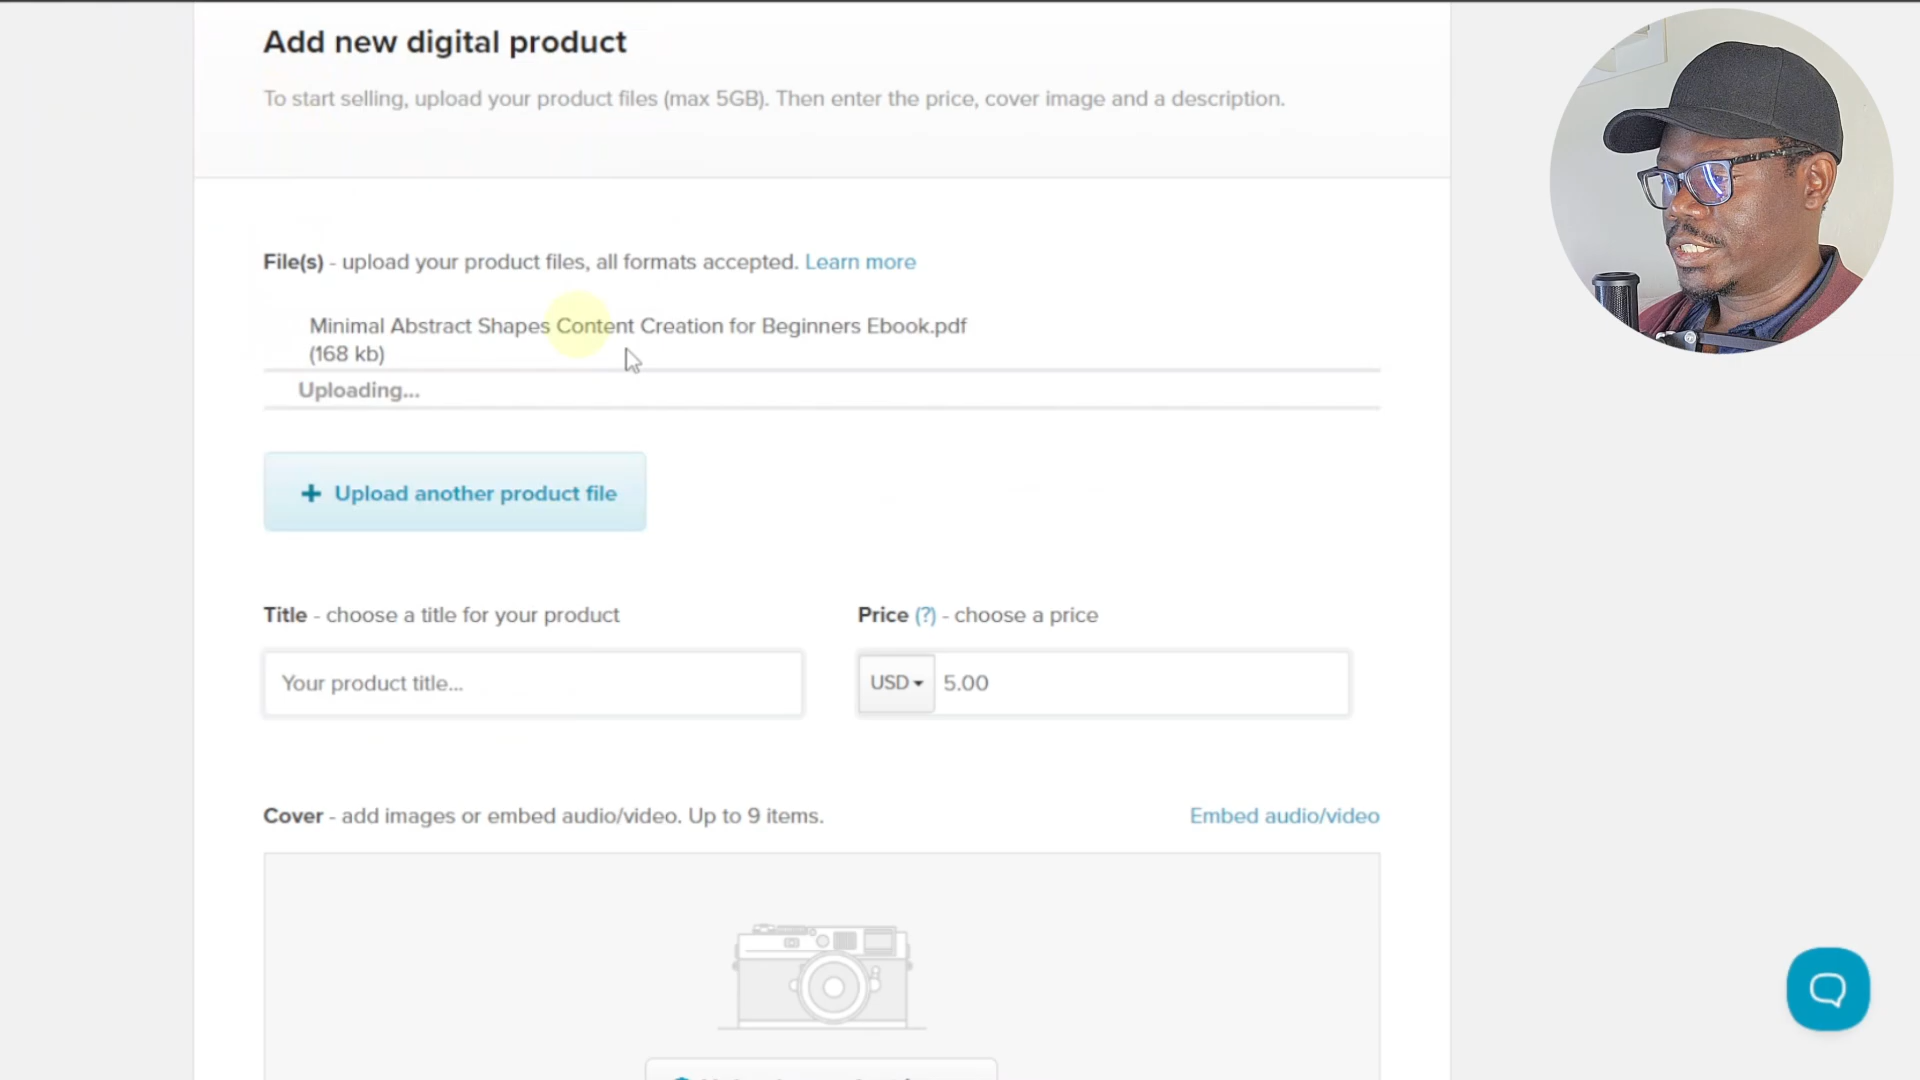 Add new digital product
To start selling, upload your product files (max 5GB). Then enter the price, cover image and a description.
File(s) - upload your product files, all formats accepted. Learn more
Minimal Abstract Shapes Content Creation for Beginners Ebook.pdf
(168 kb)
Uploading...
+ Upload another product file
Title - choose a title for your product
Price (?) - choose a price
Your product title...
USD 5.00
Cover - add images or embed audio/video. Up to 9 items.
Embed audio/video